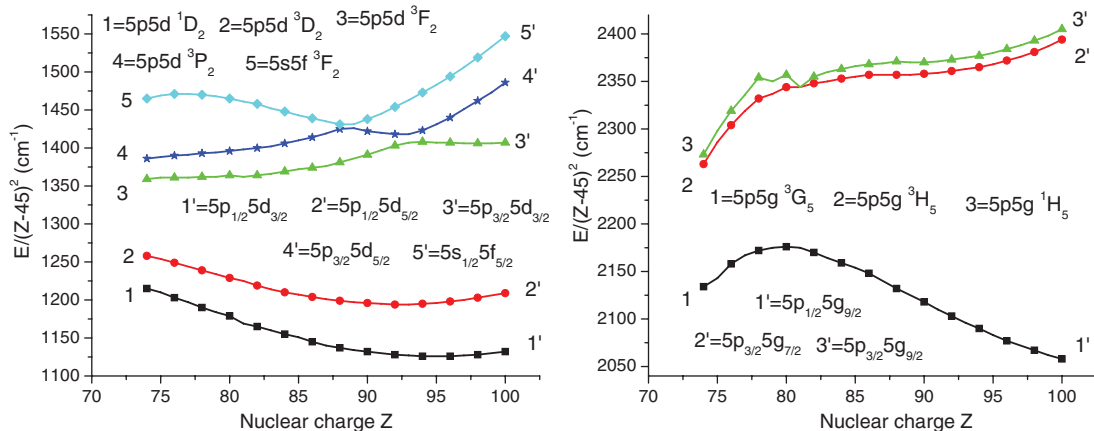 1=5p5d ¹D₂ 2=5p5d ³D₂ 3=5p5d ³F₂
4=5p5d ³P₂ 5=5s5f ³F₂
1550
1500
1450
1400
1350
1300
1250
1200
1150
1100
E/(Z-45)² (cm⁻¹)
5
4
3
2
1
5'
4'
3'
2'
1'
1'=5p₁/₂5d₃/₂ 2'=5p₁/₂5d₅/₂ 3'=5p₃/₂5d₃/₂
4'=5p₃/₂5d₅/₂ 5'=5s₁/₂5f₅/₂
70 75 80 85 90 95 100
Nuclear charge Z
2400
2350
2300
2250
2200
2150
2100
2050
E/(Z-45)² (cm⁻¹)
3
2
1
3'
2'
1'
1=5p5g ³G₅ 2=5p5g ³H₅ 3=5p5g ¹H₅
1'=5p₁/₂5g₉/₂
2'=5p₃/₂5g₇/₂ 3'=5p₃/₂5g₉/₂
70 75 80 85 90 95 100
Nuclear charge Z